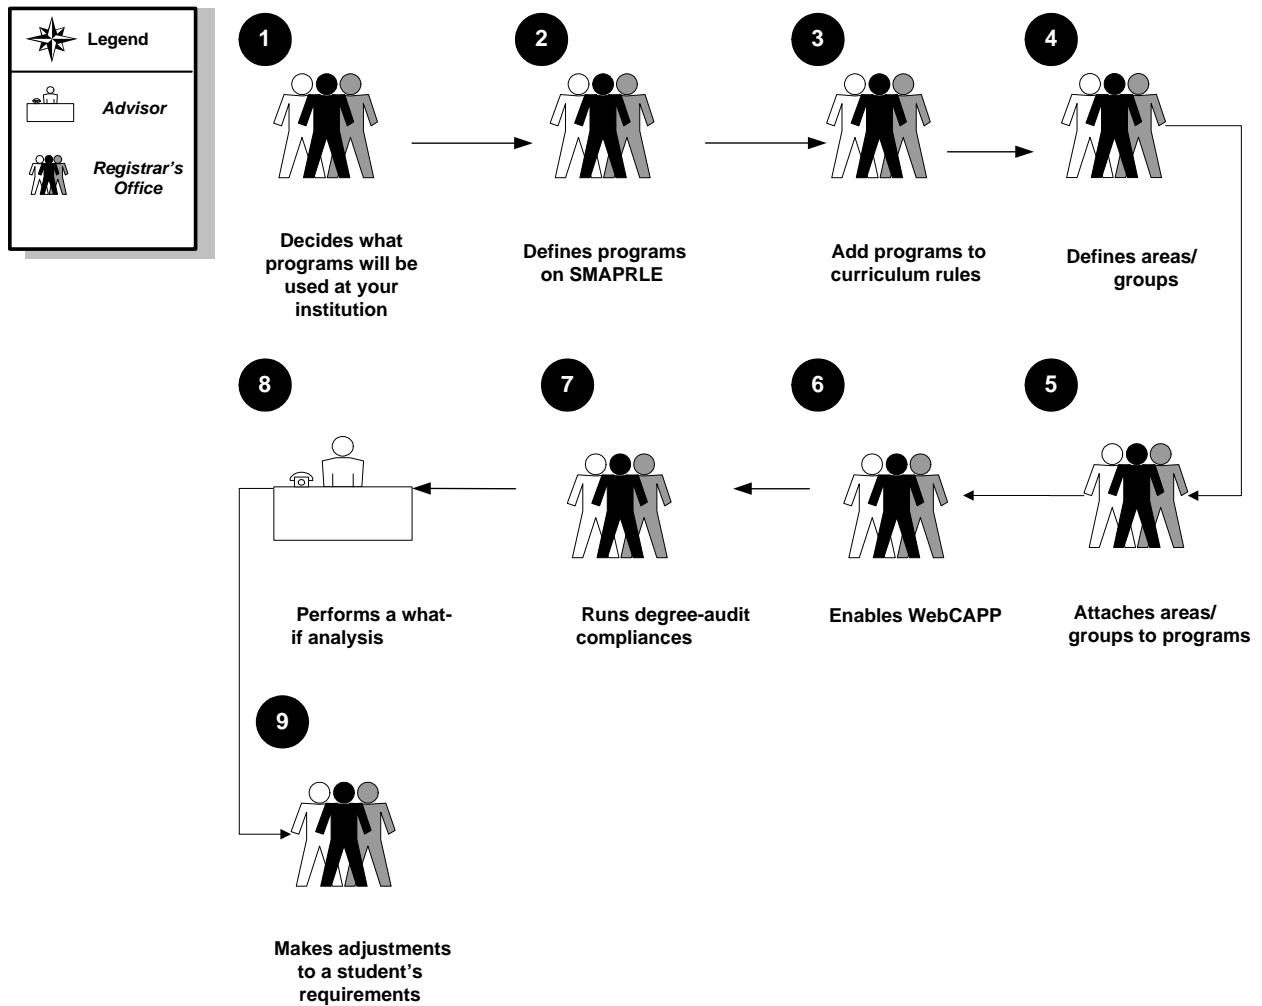 Legend
Advisor
Registrar's
Office
1
Decides what
programs will be
used at your
institution
2
Defines programs
on SMAPRLE
3
Add programs to
curriculum rules
4
Defines areas/
groups
5
Attaches areas/
groups to programs
6
Enables WebCAPP
7
Runs degree-audit
compliances
8
Performs a what-
if analysis
9
Makes adjustments
to a student's
requirements